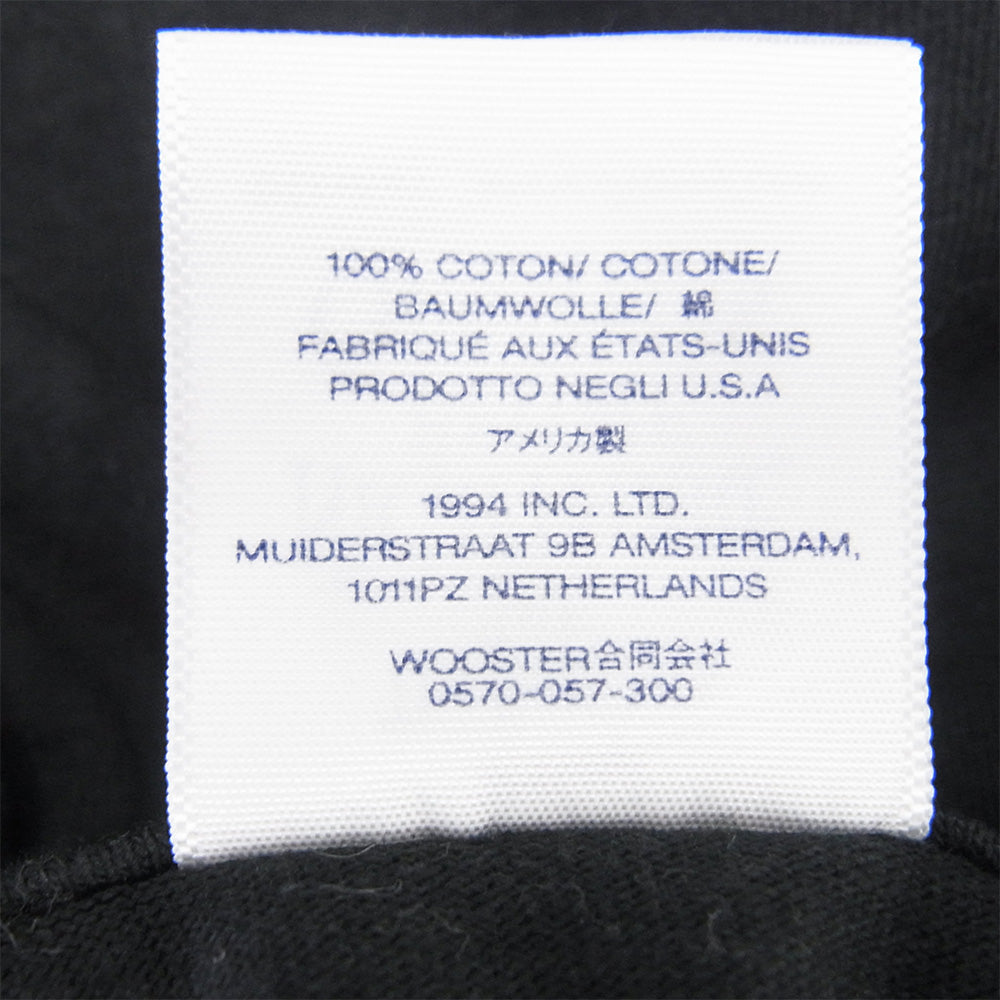 100% COTON/ COTONE/
BAUMWOLLE/ 綿
FABRIQUÉ AUX ÉTATS-UNIS
PRODOTTO NEGLI U.S.A
アメリカ製
1994 INC. LTD.
MUIDERSTRAAT 9B AMSTERDAM,
1011PZ NETHERLANDS
WOOSTER合同会社
0570-057-300